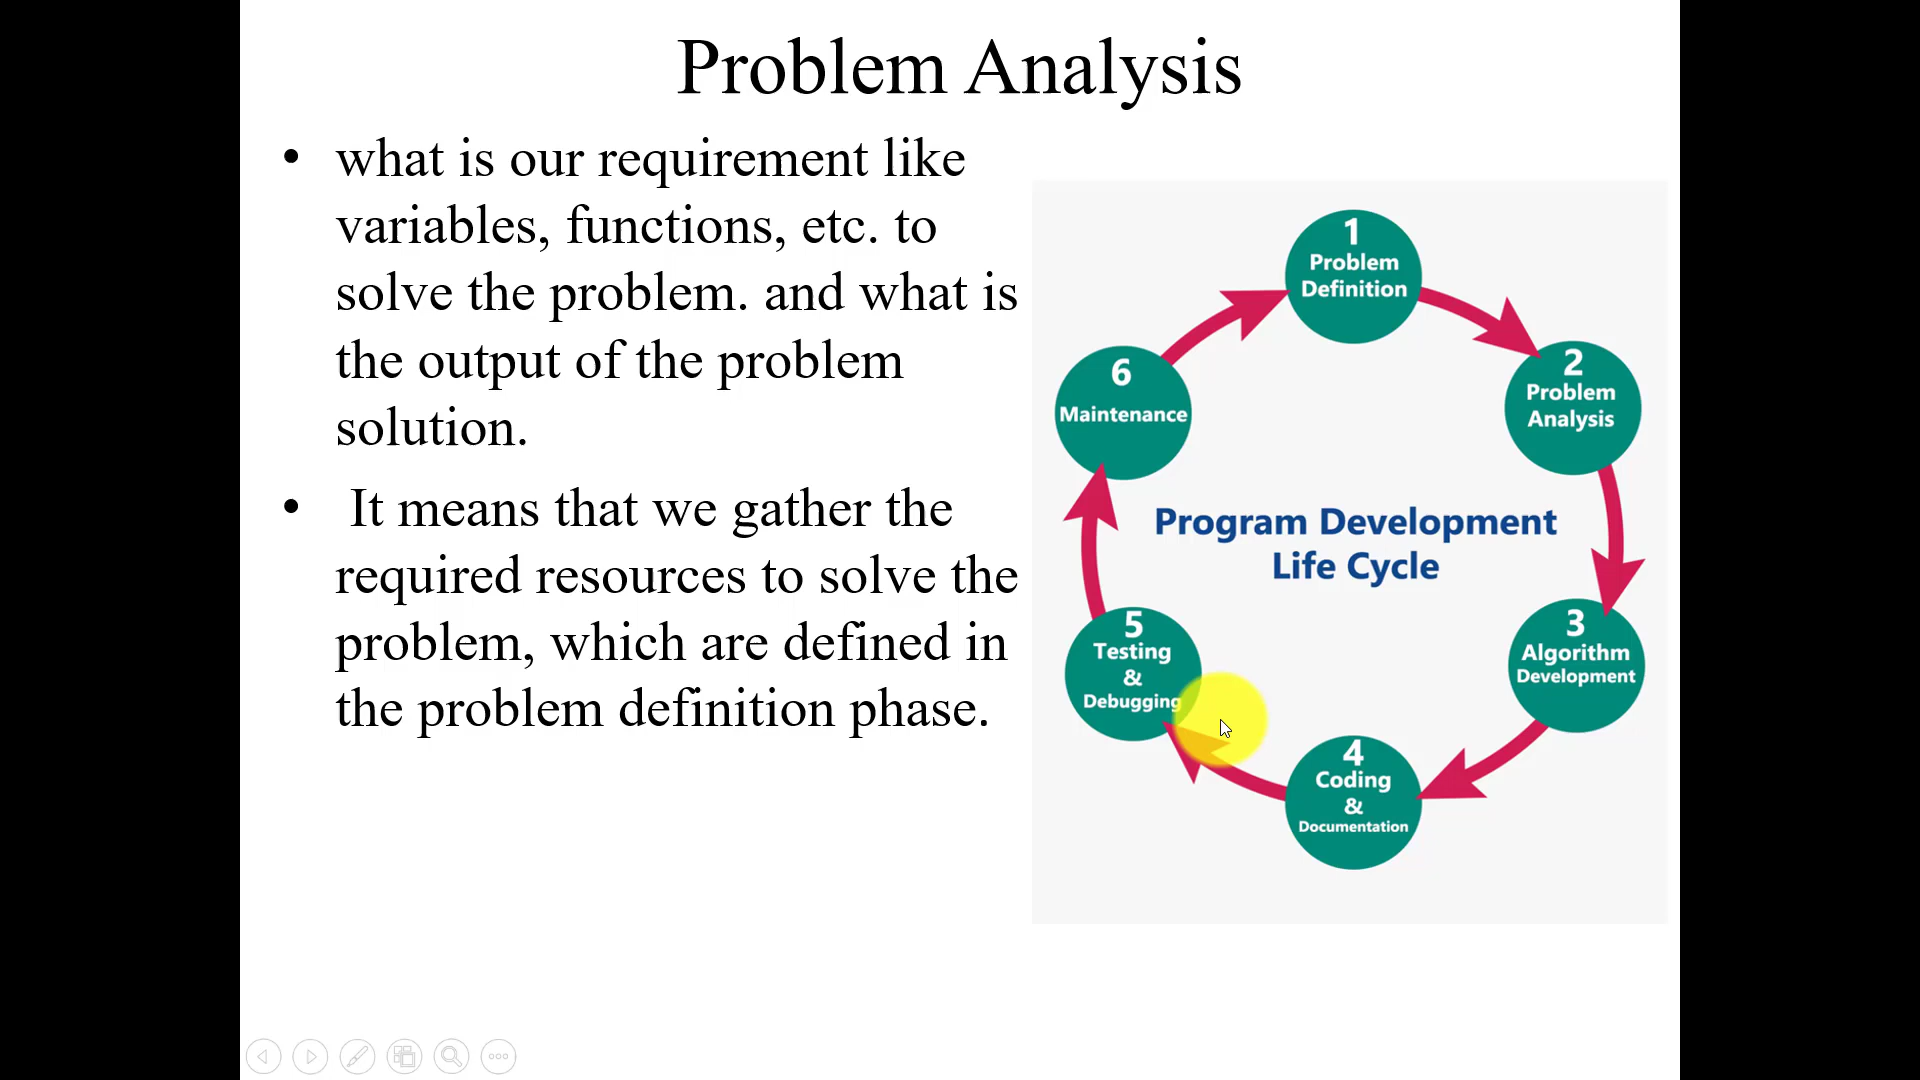 Problem Analysis
• what is our requirement like
variables, functions, etc. to
solve the problem. and what is
the output of the problem
solution.
• It means that we gather the
required resources to solve the
problem, which are defined in
the problem definition phase.
1
Problem
Definition
2
Problem
Analysis
3
Algorithm
Development
4
Coding
&
Documentation
5
Testing
&
Debugging
6
Maintenance
Program Development
Life Cycle